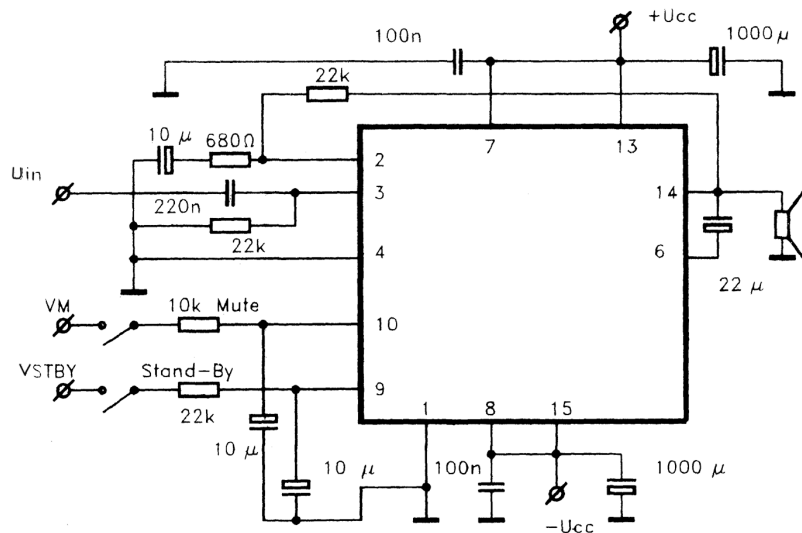 +Ucc
100n
1000 μ
22k
10 μ
680Ω
2
7
13
Uin
3
14
220n
22k
4
6
22 μ
VM
10k Mute
10
VSTBY
Stand-By
9
22k
1
8
15
10 μ
10 μ
100n
1000 μ
-Ucc